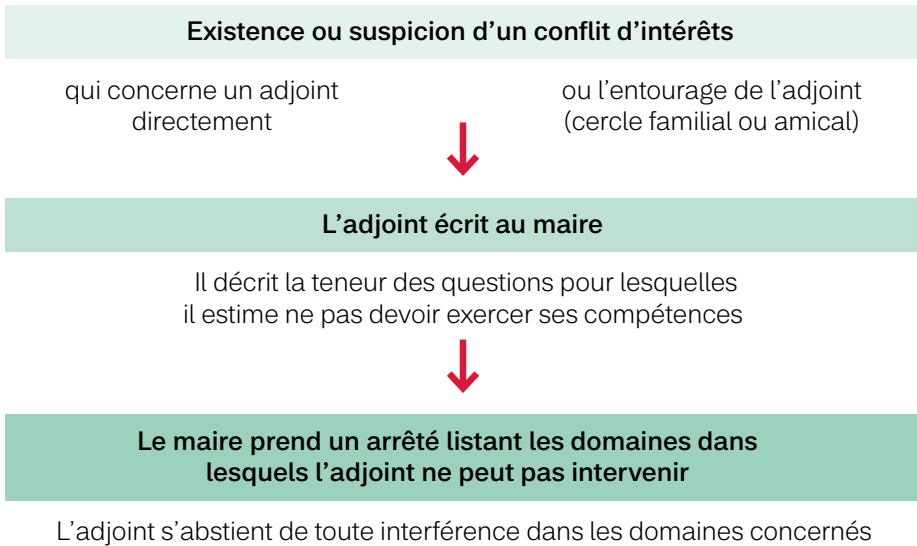 Existence ou suspicion d’un conflit d’intérêts
qui concerne un adjoint
directement
ou l’entourage de l’adjoint
(cercle familial ou amical)
L’adjoint écrit au maire
Il décrit la teneur des questions pour lesquelles
il estime ne pas devoir exercer ses compétences
Le maire prend un arrêté listant les domaines dans
lesquels l’adjoint ne peut pas intervenir
L’adjoint s’abstient de toute interférence dans les domaines concernés